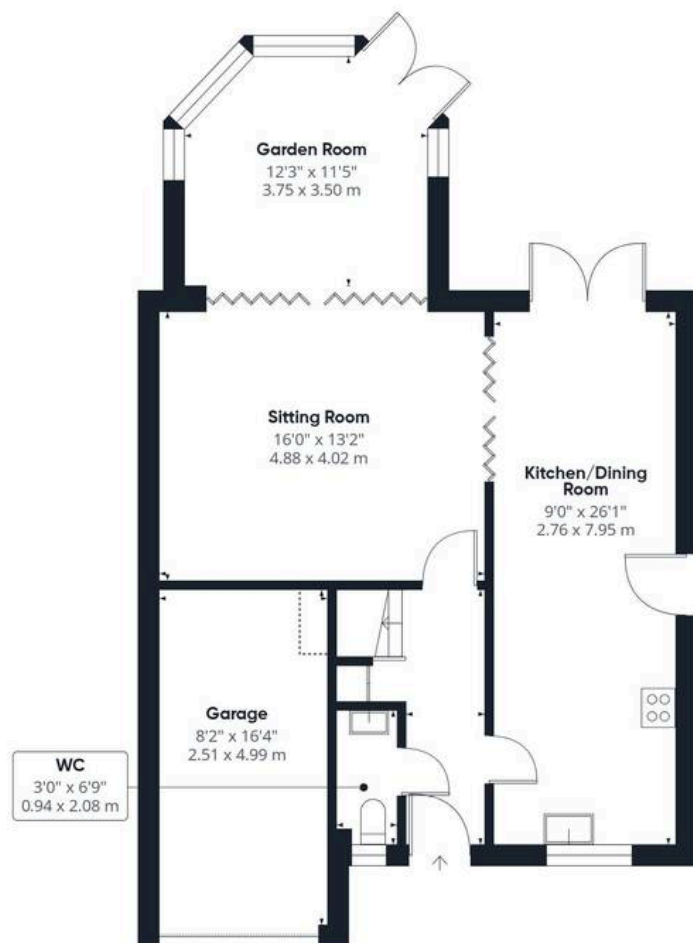 Garden Room
12'3" x 11'5"
3.75 x 3.50 m
Sitting Room
16'0" x 13'2"
4.88 x 4.02 m
Kitchen/Dining
Room
9'0" x 26'1"
2.76 x 7.95 m
Garage
8'2" x 16'4"
2.51 x 4.99 m
WC
3'0" x 6'9"
0.94 x 2.08 m